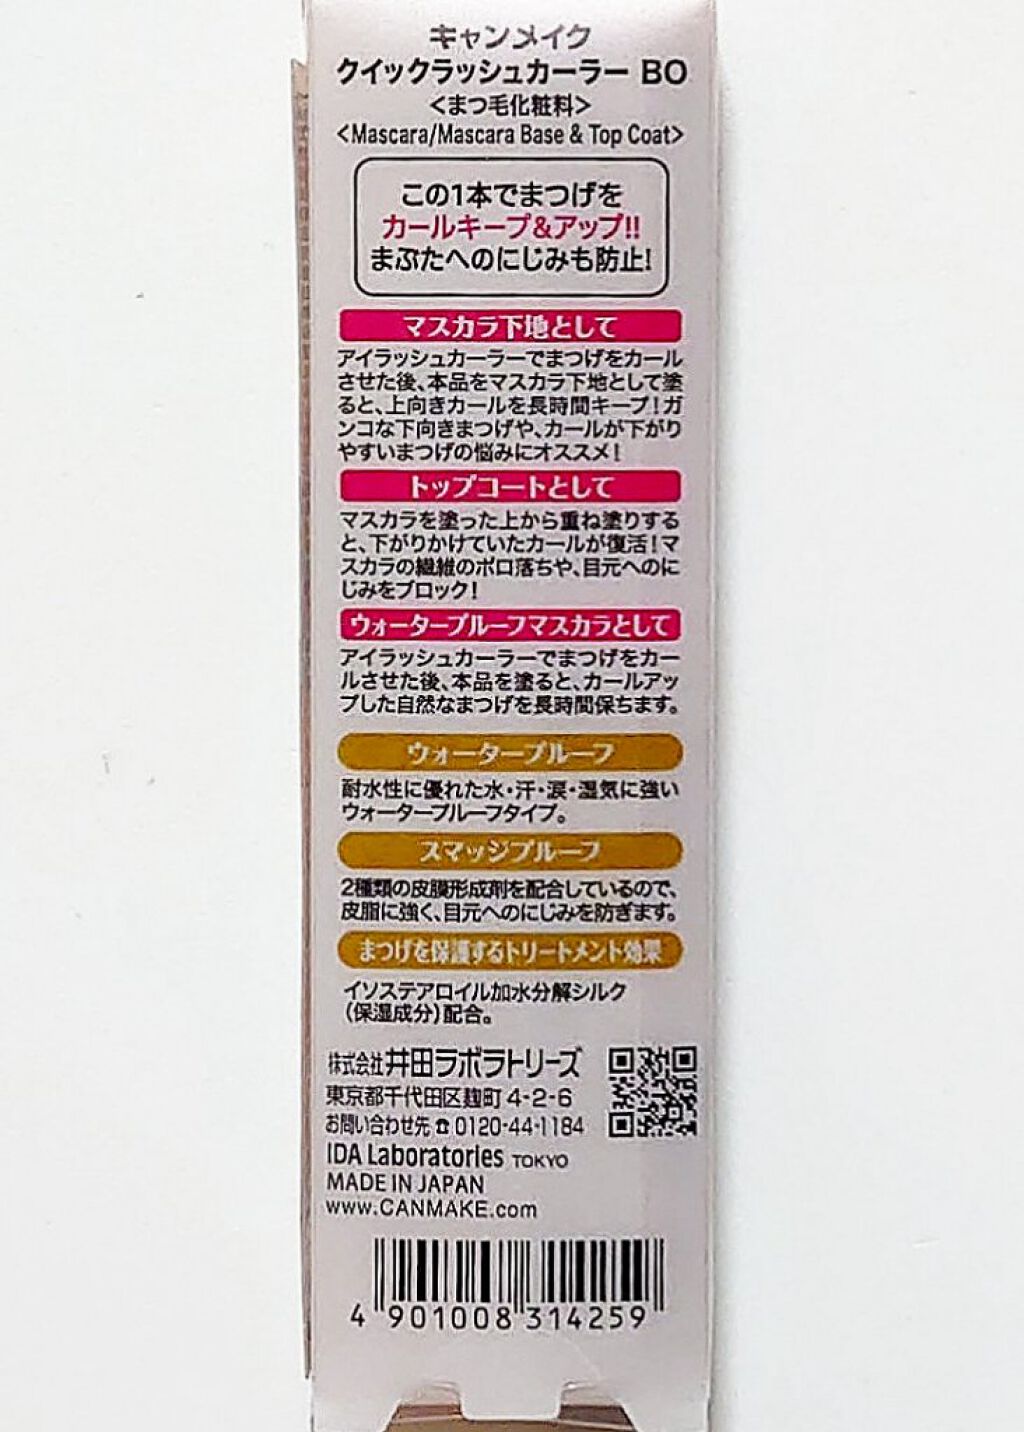 キャンメイク
クイックラッシュカーラー BO
<まつ毛化粧料>
<Mascara/Mascara Base & Top Coat>
この1本でまつげを
カールキープ&アップ!!
まぶたへのにじみも防止!
マスカラ下地として
アイラッシュカーラーでまつげをカール
させた後、本品をマスカラ下地として塗
ると、上向きカールを長時間キープ!ガ
ンコな下向きまつげや、カールが下がり
やすいまつげの悩みにオススメ!
トップコートとして
マスカラを塗った上から重ね塗りする
と、下がりかけていたカールが復活!マ
スカラの繊維のポロ落ちや、目元へのに
じみをブロック!
ウォータープルーフマスカラとして
アイラッシュカーラーでまつげをカー
ルさせた後、本品を塗ると、カールアッ
プした自然なまつげを長時間保ちます。
ウォータープルーフ
耐水性に優れた水・汗・涙・湿気に強い
ウォータープルーフタイプ。
スマッジプルーフ
2種類の皮膜形成剤を配合しているので、
皮脂に強く、目元へのにじみを防ぎます。
まつげを保護するトリートメント効果
イソステアロイル加水分解シルク
(保湿成分)配合。
株式会社井田ラボラトリーズ
東京都千代田区麹町 4-2-6
お問い合わせ先 ☎ 0120-44-1184
IDA Laboratories TOKYO
MADE IN JAPAN
www.CANMAKE.com
4 901008 314259